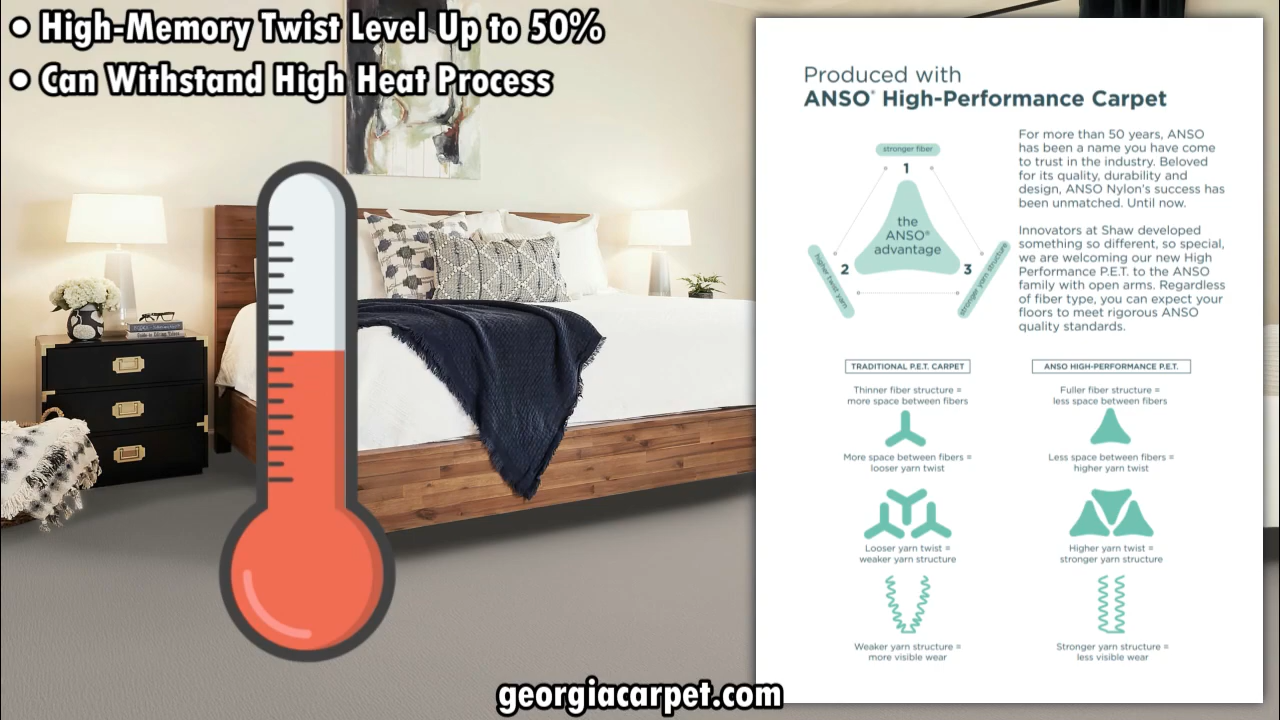 • High-Memory Twist Level Up to 50%
• Can Withstand High Heat Process
Produced with
ANSO® High-Performance Carpet
stronger fiber
1
the
ANSO®
advantage
2
3
higher twist yarn
stronger yarn structure
For more than 50 years, ANSO
has been a name you have come
to trust in the industry. Beloved
for its quality, durability and
design, ANSO Nylon's success has
been unmatched. Until now.
Innovators at Shaw developed
something so different, so special,
we are welcoming our new High
Performance P.E.T. to the ANSO
family with open arms. Regardless
of fiber type, you can expect your
floors to meet rigorous ANSO
quality standards.
TRADITIONAL P.E.T. CARPET
Thinner fiber structure =
more space between fibers
More space between fibers =
looser yarn twist
Looser yarn twist =
weaker yarn structure
Weaker yarn structure =
more visible wear
ANSO HIGH-PERFORMANCE P.E.T.
Fuller fiber structure =
less space between fibers
Less space between fibers =
higher yarn twist
Higher yarn twist =
stronger yarn structure
Stronger yarn structure =
less visible wear
georgiacarpet.com